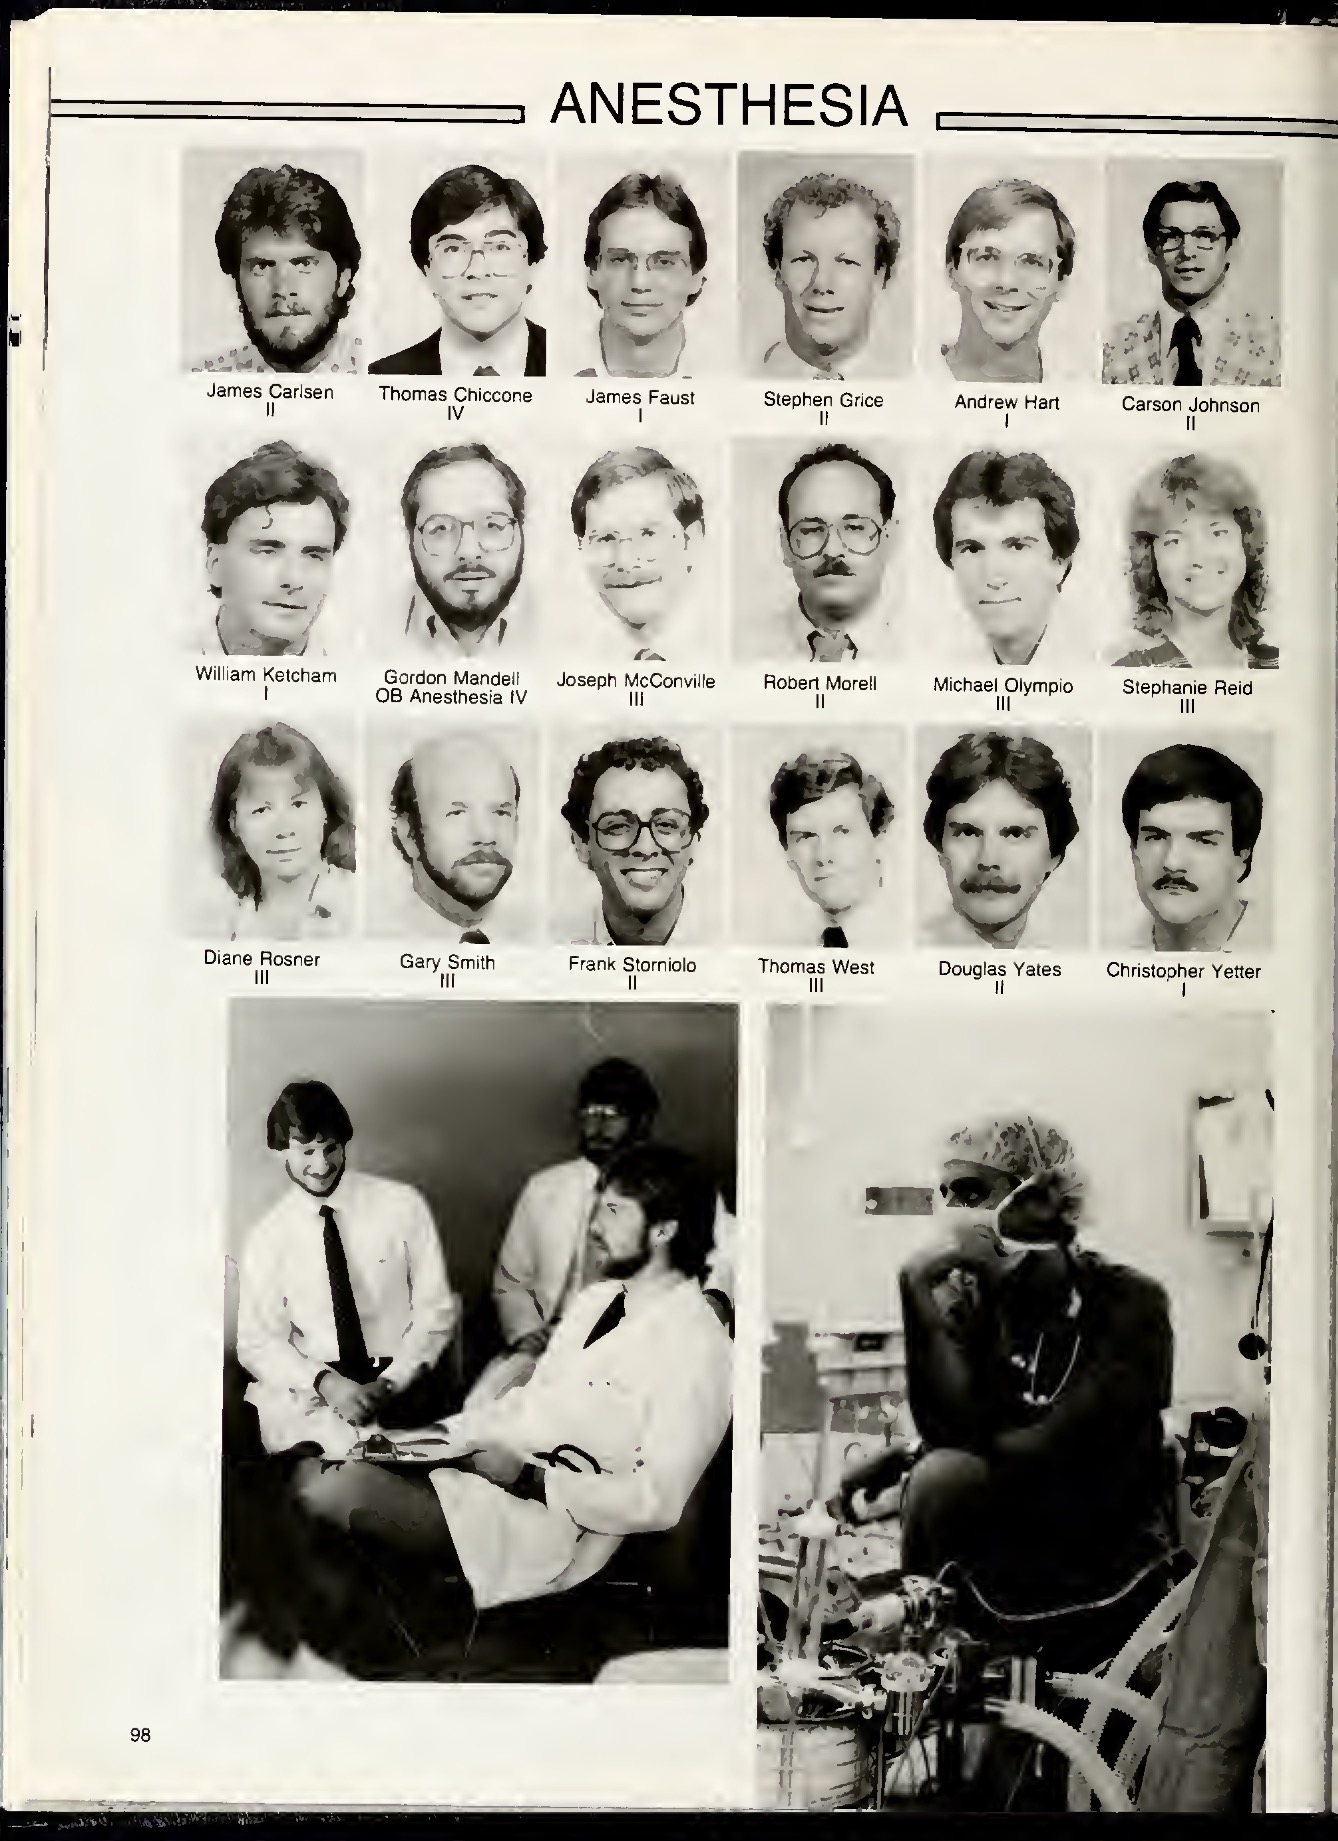 ANESTHESIA
James Carlsen
II
Thomas Chiccone
IV
James Faust
I
Stephen Grice
II
Andrew Hart
I
Carson Johnson
II
William Ketcham
I
Gordon Mandell
OB Anesthesia IV
Joseph McConville
III
Robert Morell
II
Michael Olympio
III
Stephanie Reid
III
Diane Rosner
III
Gary Smith
III
Frank Storniolo
II
Thomas West
III
Douglas Yates
II
Christopher Yetter
I
98